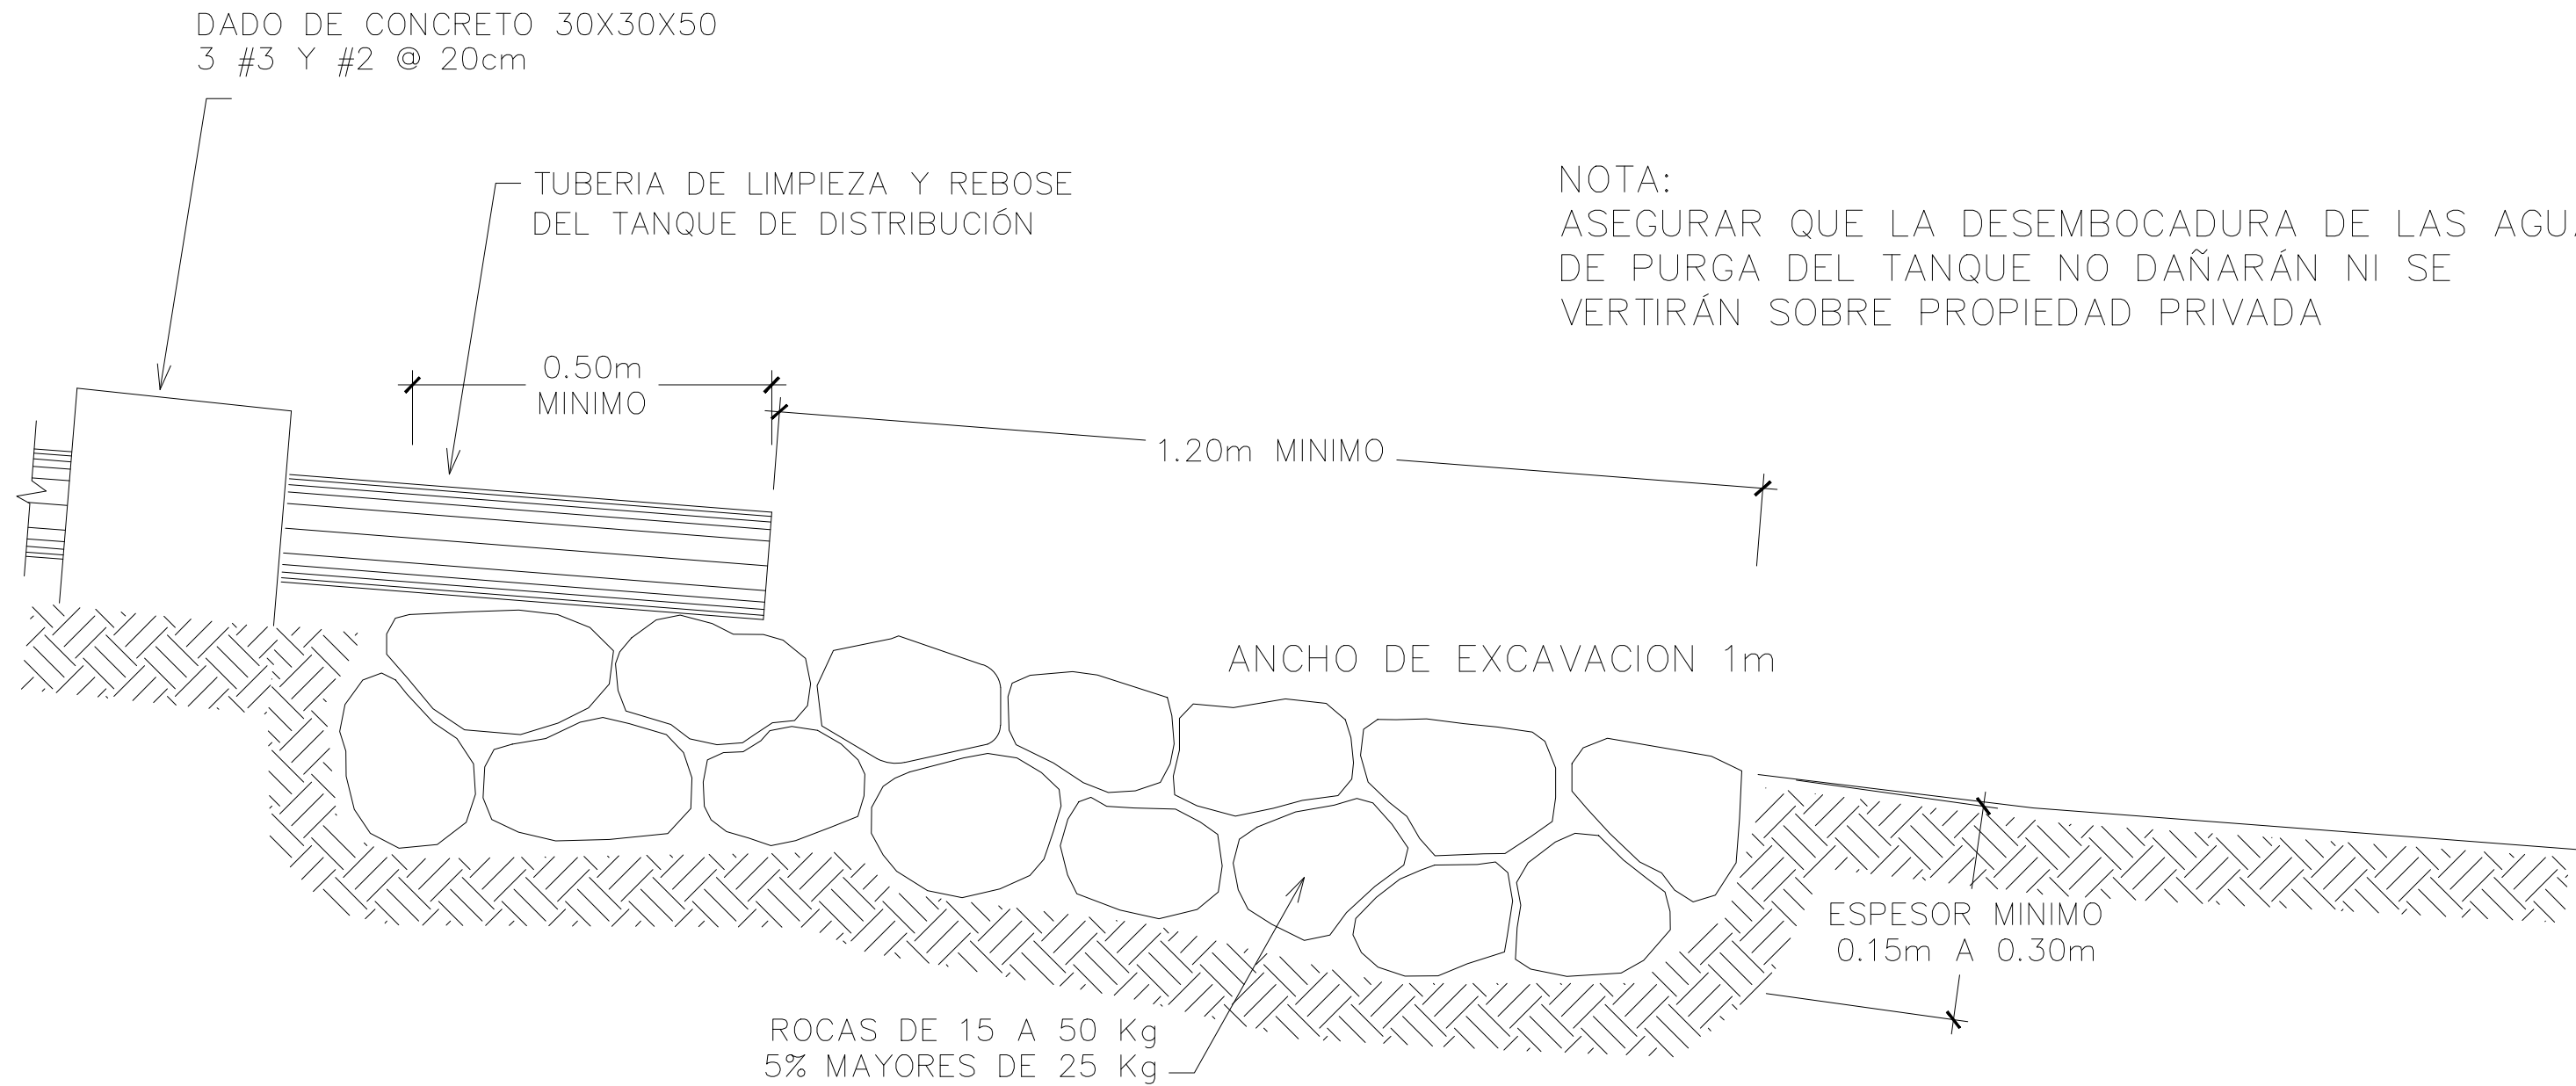 DADO DE CONCRETO 30X30X50
3 #3 Y #2 @ 20cm
TUBERIA DE LIMPIEZA Y REBOSE
DEL TANQUE DE DISTRIBUCIÓN
NOTA:
ASEGURAR QUE LA DESEMBOCADURA DE LAS
DE PURGA DEL TANQUE NO DAÑARÁN NI SE
VERTIRÁN SOBRE PROPIEDAD PRIVADA
0.50m
MINIMO
1.20m MINIMO
ANCHO DE EXCAVACION 1m
ESPESOR MINIMO
0.15m A 0.30m
ROCAS DE 15 A 50 Kg
5% MAYORES DE 25 Kg